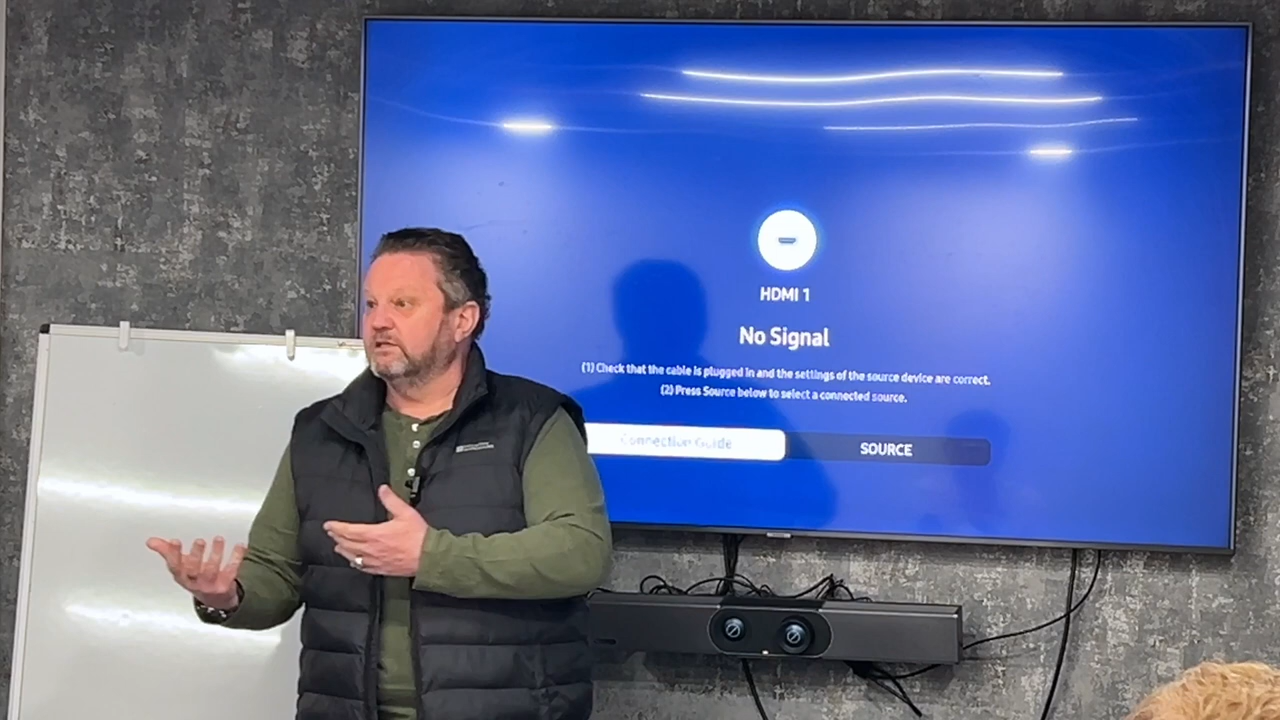 HDMI 1
No Signal
(1) Check that the cable is plugged in and the settings of the source device are correct.
(2) Press Source below to select a connected source.
Connection Guide
SOURCE